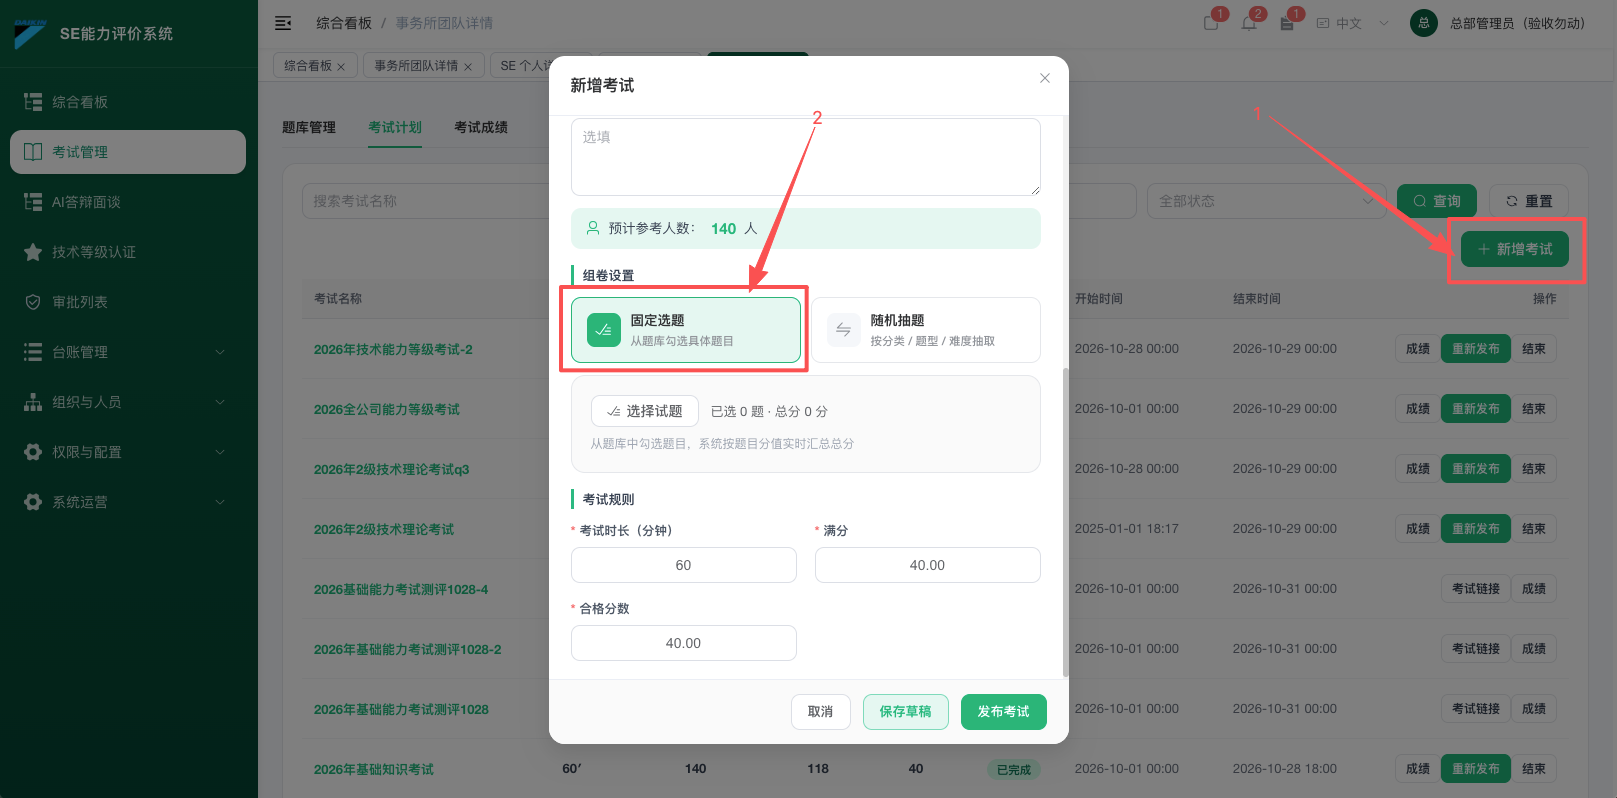 DAIKIN
SE能力评价系统
综合看板
考试管理
AI答辩面谈
技术等级认证
审批列表
台账管理
组织与人员
权限与配置
系统运营
综合看板 / 事务所团队详情
1
2
1
中文
总
总部管理员（验收勿动）
综合看板 ×
事务所团队详情 ×
SE 个人详
题库管理
考试计划
考试成绩
搜索考试名称
全部状态
查询
重置
1
+ 新增考试
考试名称
开始时间
结束时间
操作
2026年技术能力等级考试-2
2026-10-28 00:00
2026-10-29 00:00
成绩
重新发布
结束
2026全公司能力等级考试
2026-10-01 00:00
2026-10-29 00:00
成绩
重新发布
结束
2026年2级技术理论考试q3
2026-10-28 00:00
2026-10-29 00:00
成绩
重新发布
结束
2026年2级技术理论考试
2025-01-01 18:17
2026-10-29 00:00
成绩
重新发布
结束
2026基础能力考试测评1028-4
2026-10-01 00:00
2026-10-31 00:00
考试链接
成绩
2026年基础能力考试测评1028-2
2026-10-01 00:00
2026-10-31 00:00
考试链接
成绩
2026年基础能力考试测评1028
2026-10-01 00:00
2026-10-31 00:00
考试链接
成绩
2026年基础知识考试
60′
140
118
40
已完成
2026-10-01 00:00
2026-10-28 18:00
成绩
重新发布
结束
新增考试
×
2
选填
预计参考人数： 140 人
组卷设置
固定选题
从题库勾选具体题目
随机抽题
按分类 / 题型 / 难度抽取
选择试题
已选 0 题 · 总分 0 分
从题库中勾选题目，系统按题目分值实时汇总总分
考试规则
* 考试时长（分钟）
* 满分
60
40.00
* 合格分数
40.00
取消
保存草稿
发布考试